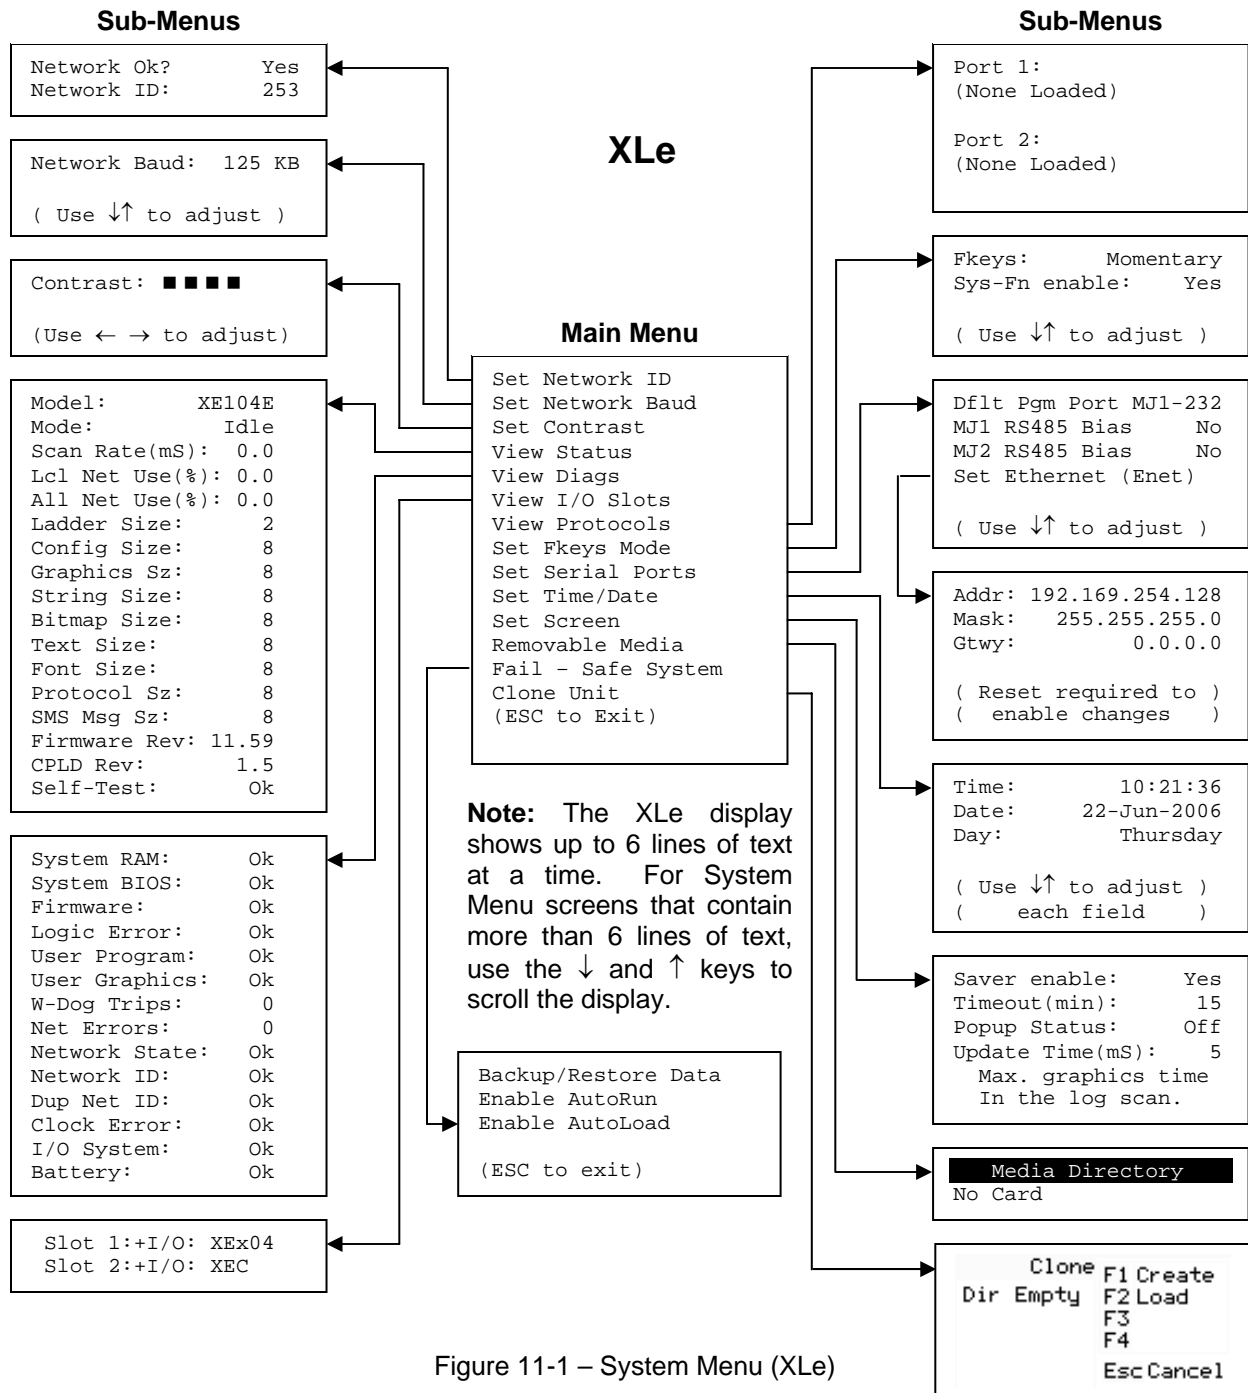 Sub-Menus
Network Ok? Yes
Network ID: 253
Network Baud: 125 KB
( Use ↓↑ to adjust )
Contrast: ■ ■ ■ ■
(Use ← → to adjust)
Model: XE104E
Mode: Idle
Scan Rate(mS): 0.0
Lcl Net Use(%): 0.0
All Net Use(%): 0.0
Ladder Size: 2
Config Size: 8
Graphics Sz: 8
String Size: 8
Bitmap Size: 8
Text Size: 8
Font Size: 8
Protocol Sz: 8
SMS Msg Sz: 8
Firmware Rev: 11.59
CPLD Rev: 1.5
Self-Test: Ok
System RAM: Ok
System BIOS: Ok
Firmware: Ok
Logic Error: Ok
User Program: Ok
User Graphics: Ok
W-Dog Trips: 0
Net Errors: 0
Network State: Ok
Network ID: Ok
Dup Net ID: Ok
Clock Error: Ok
I/O System: Ok
Battery: Ok
Slot 1:+I/O: XEx04
Slot 2:+I/O: XEC
XLe
Main Menu
Set Network ID
Set Network Baud
Set Contrast
View Status
View Diags
View I/O Slots
View Protocols
Set Fkeys Mode
Set Serial Ports
Set Time/Date
Set Screen
Removable Media
Fail – Safe System
Clone Unit
(ESC to Exit)
Note: The XLe display
shows up to 6 lines of text
at a time. For System
Menu screens that contain
more than 6 lines of text,
use the ↓ and ↑ keys to
scroll the display.
Backup/Restore Data
Enable AutoRun
Enable AutoLoad
(ESC to exit)
Sub-Menus
Port 1:
(None Loaded)
Port 2:
(None Loaded)
Fkeys: Momentary
Sys-Fn enable: Yes
( Use ↓↑ to adjust )
Dflt Pgm Port MJ1-232
MJ1 RS485 Bias No
MJ2 RS485 Bias No
Set Ethernet (Enet)
( Use ↓↑ to adjust )
Addr: 192.169.254.128
Mask: 255.255.255.0
Gtwy: 0.0.0.0
( Reset required to )
( enable changes )
Time: 10:21:36
Date: 22-Jun-2006
Day: Thursday
( Use ↓↑ to adjust )
( each field )
Saver enable: Yes
Timeout(min): 15
Popup Status: Off
Update Time(mS): 5
Max. graphics time
In the log scan.
Media Directory
No Card
Clone
Dir Empty
F1 Create
F2 Load
F3
F4
Esc Cancel
Figure 11-1 – System Menu (XLe)